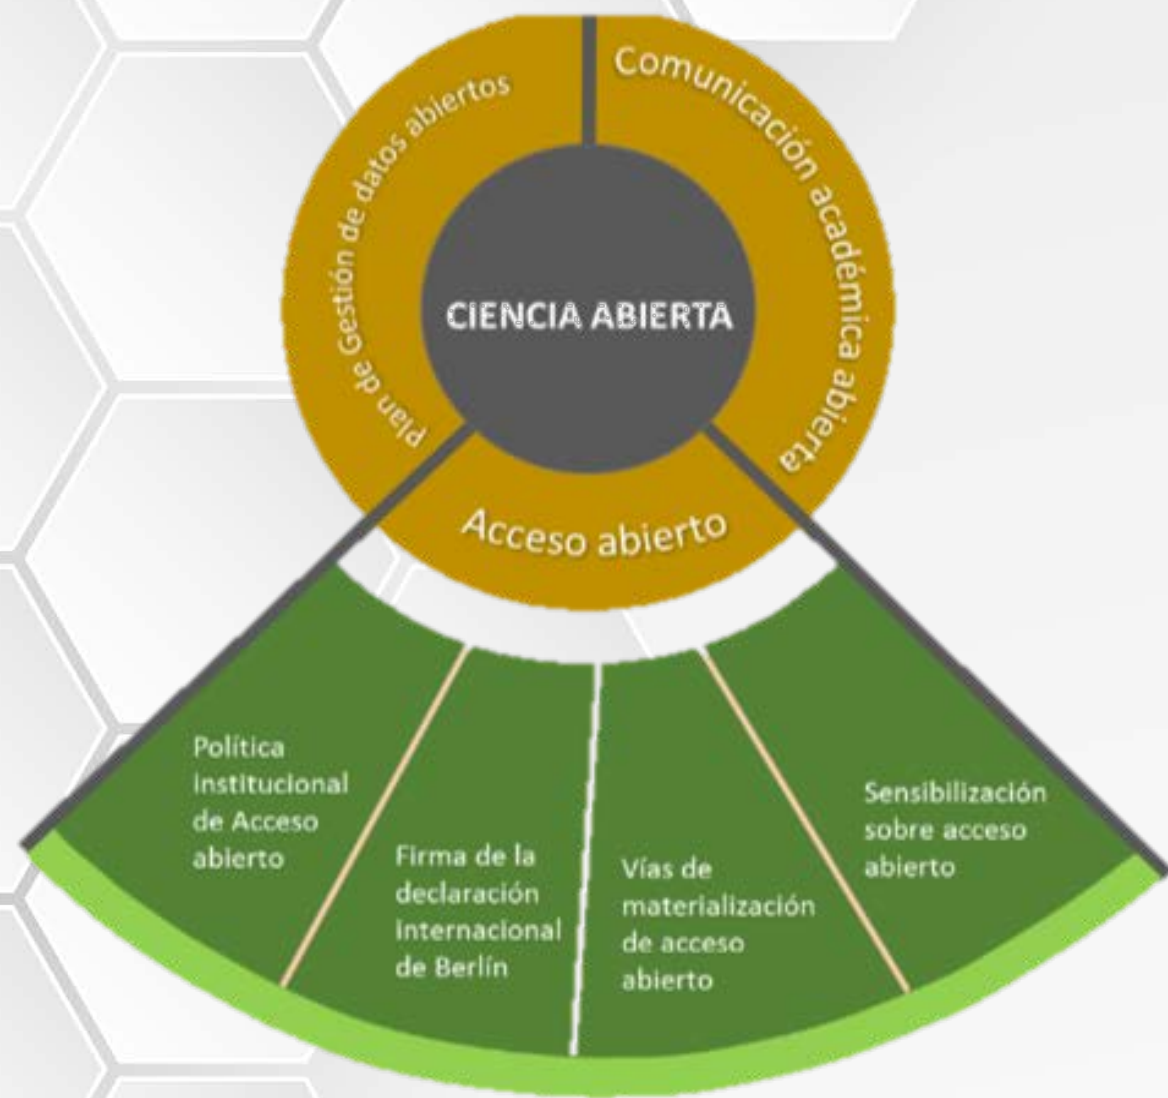 Plan de Gestión de datos abiertos
Comunicación académica abierta
CIENCIA ABIERTA
Acceso abierto
Política
institucional
de Acceso
abierto
Firma de la
declaración
internacional
de Berlín
Vías de
materialización
de acceso
abierto
Sensibilización
sobre acceso
abierto